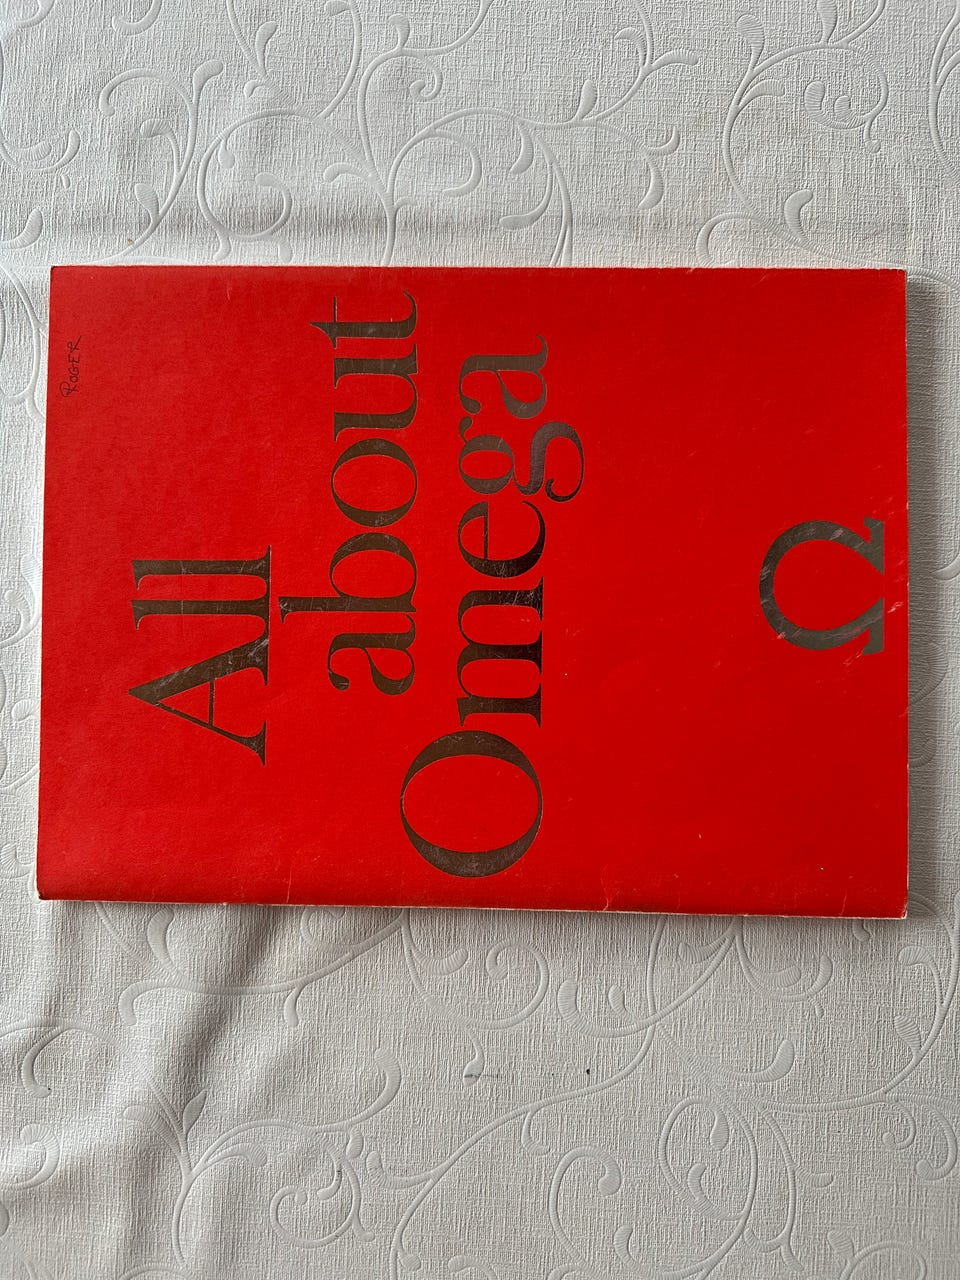 ROGER
All
about
Omega
Ω